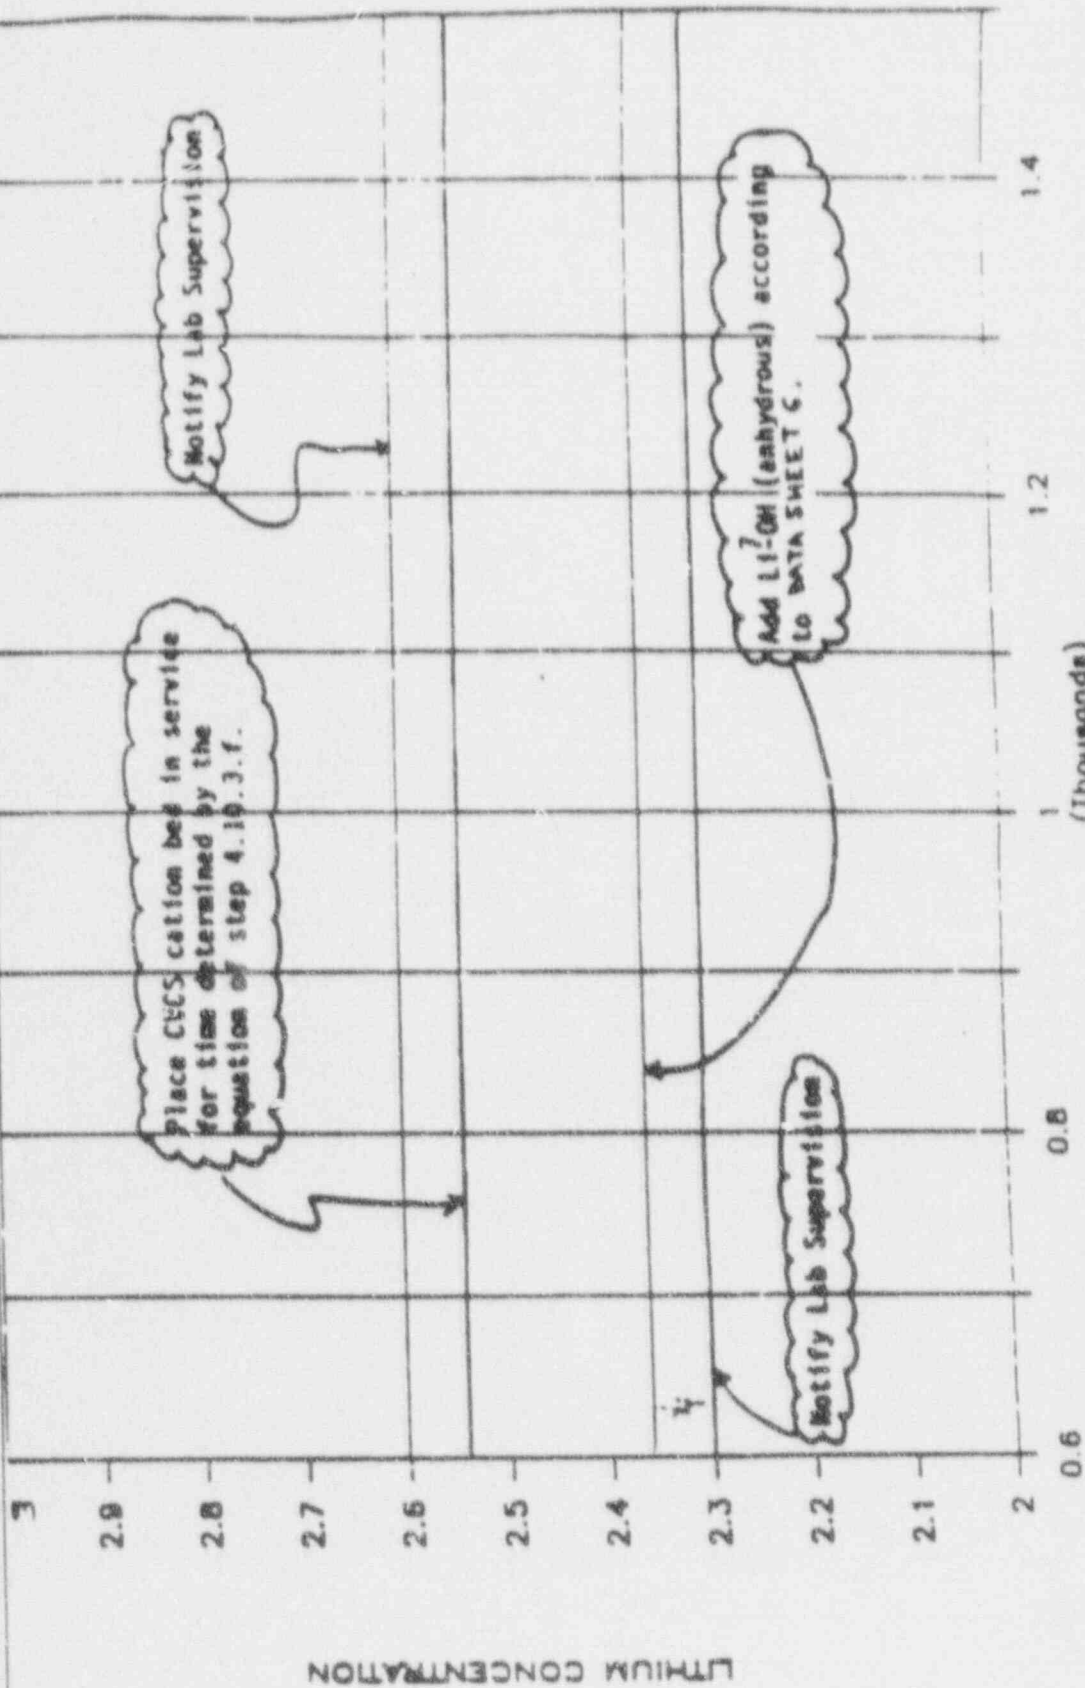 Notify Lab Supervision
Place CVCS cation bed in service
for time determined by the
equation of step 4.10.3.f.
Add Li7-OH (anhydrous) according
to DATA SHEET 6.
Notify Lab Supervision
LITHIUM CONCENTRATION
3
2.9
2.8
2.7
2.6
2.5
2.4
2.3
2.2
2.1
2
0.6
0.8
1
1.2
1.4
(Thousands)